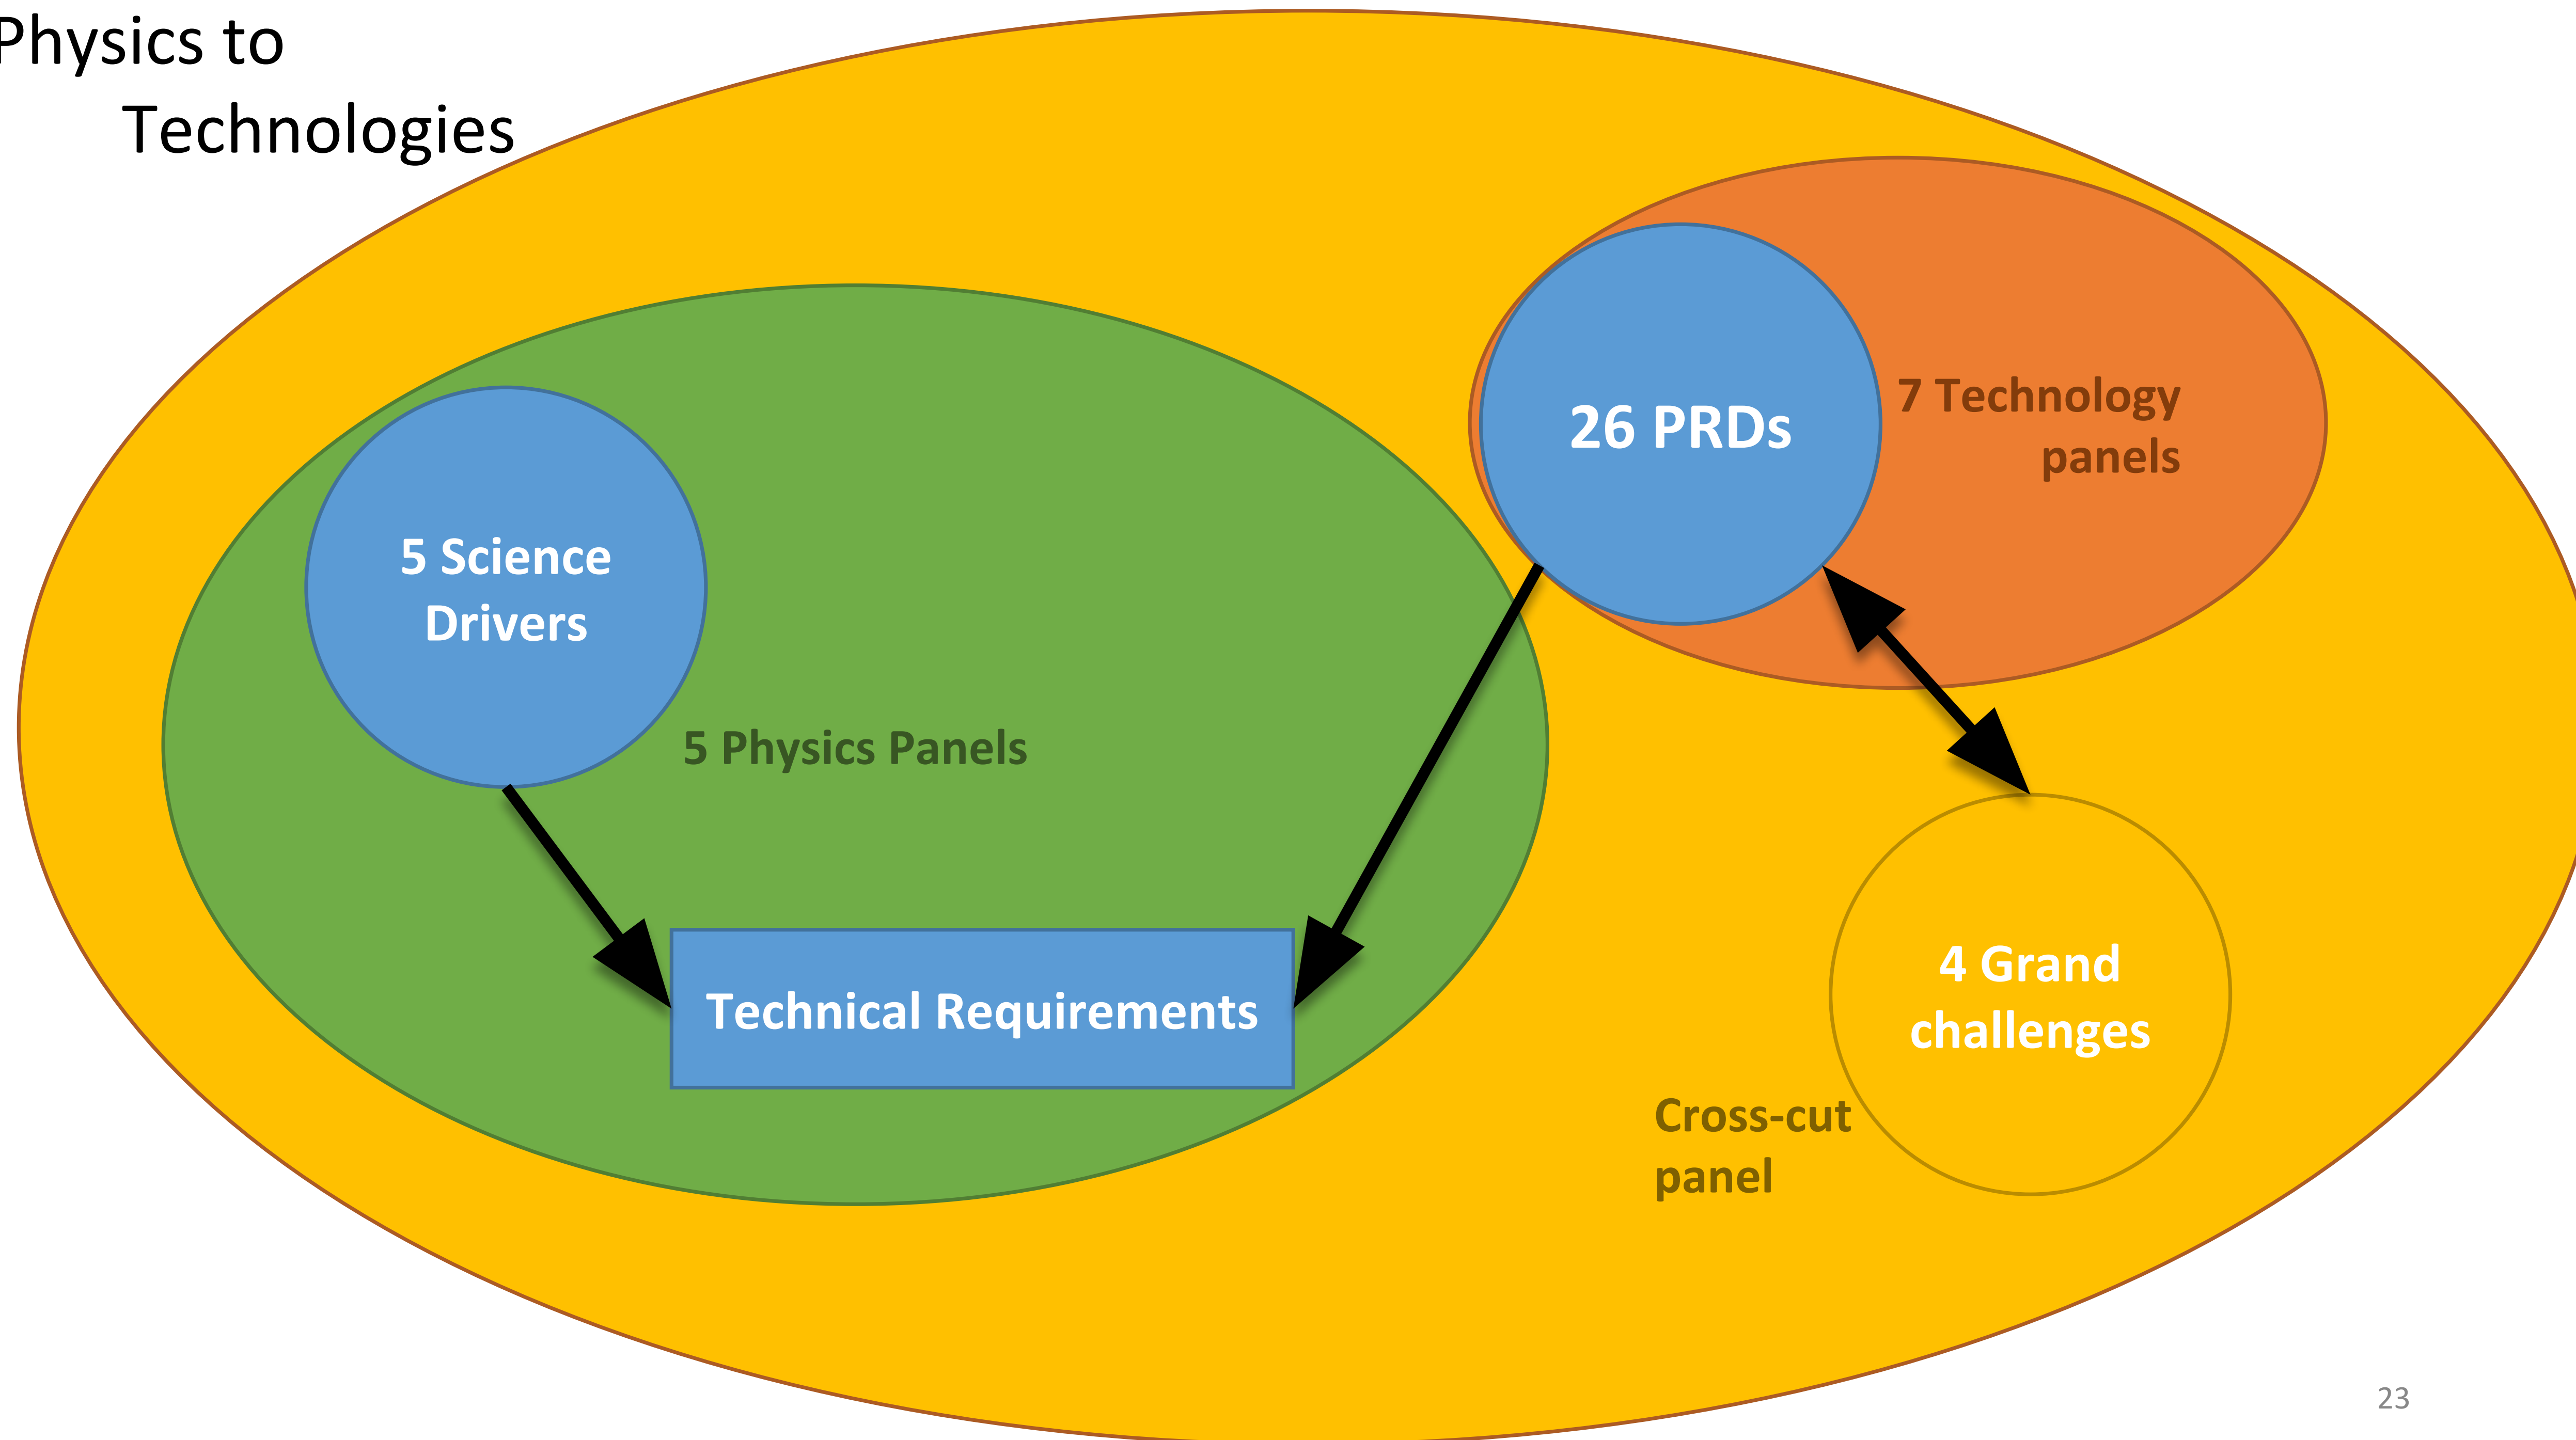 Physics to
Technologies
26 PRDs
7 Technology
panels
5 Science
Drivers
5 Physics Panels
Technical Requirements
4 Grand
challenges
Cross-cut
panel
23